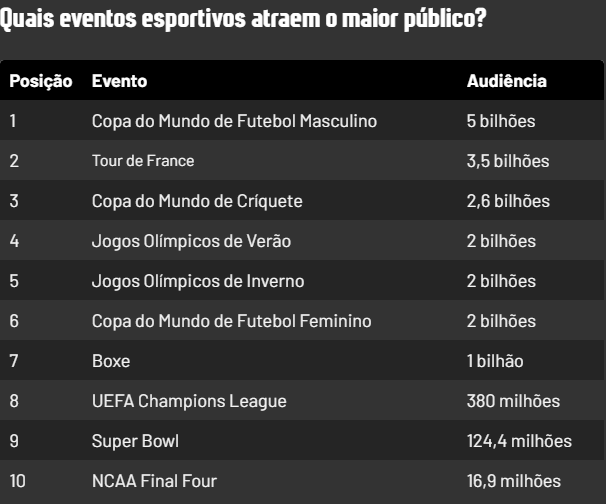 Quais eventos esportivos atraem o maior público?
Posição Evento Audiência
1 Copa do Mundo de Futebol Masculino 5 bilhões
2 Tour de France 3,5 bilhões
3 Copa do Mundo de Críquete 2,6 bilhões
4 Jogos Olímpicos de Verão 2 bilhões
5 Jogos Olímpicos de Inverno 2 bilhões
6 Copa do Mundo de Futebol Feminino 2 bilhões
7 Boxe 1 bilhão
8 UEFA Champions League 380 milhões
9 Super Bowl 124,4 milhões
10 NCAA Final Four 16,9 milhões